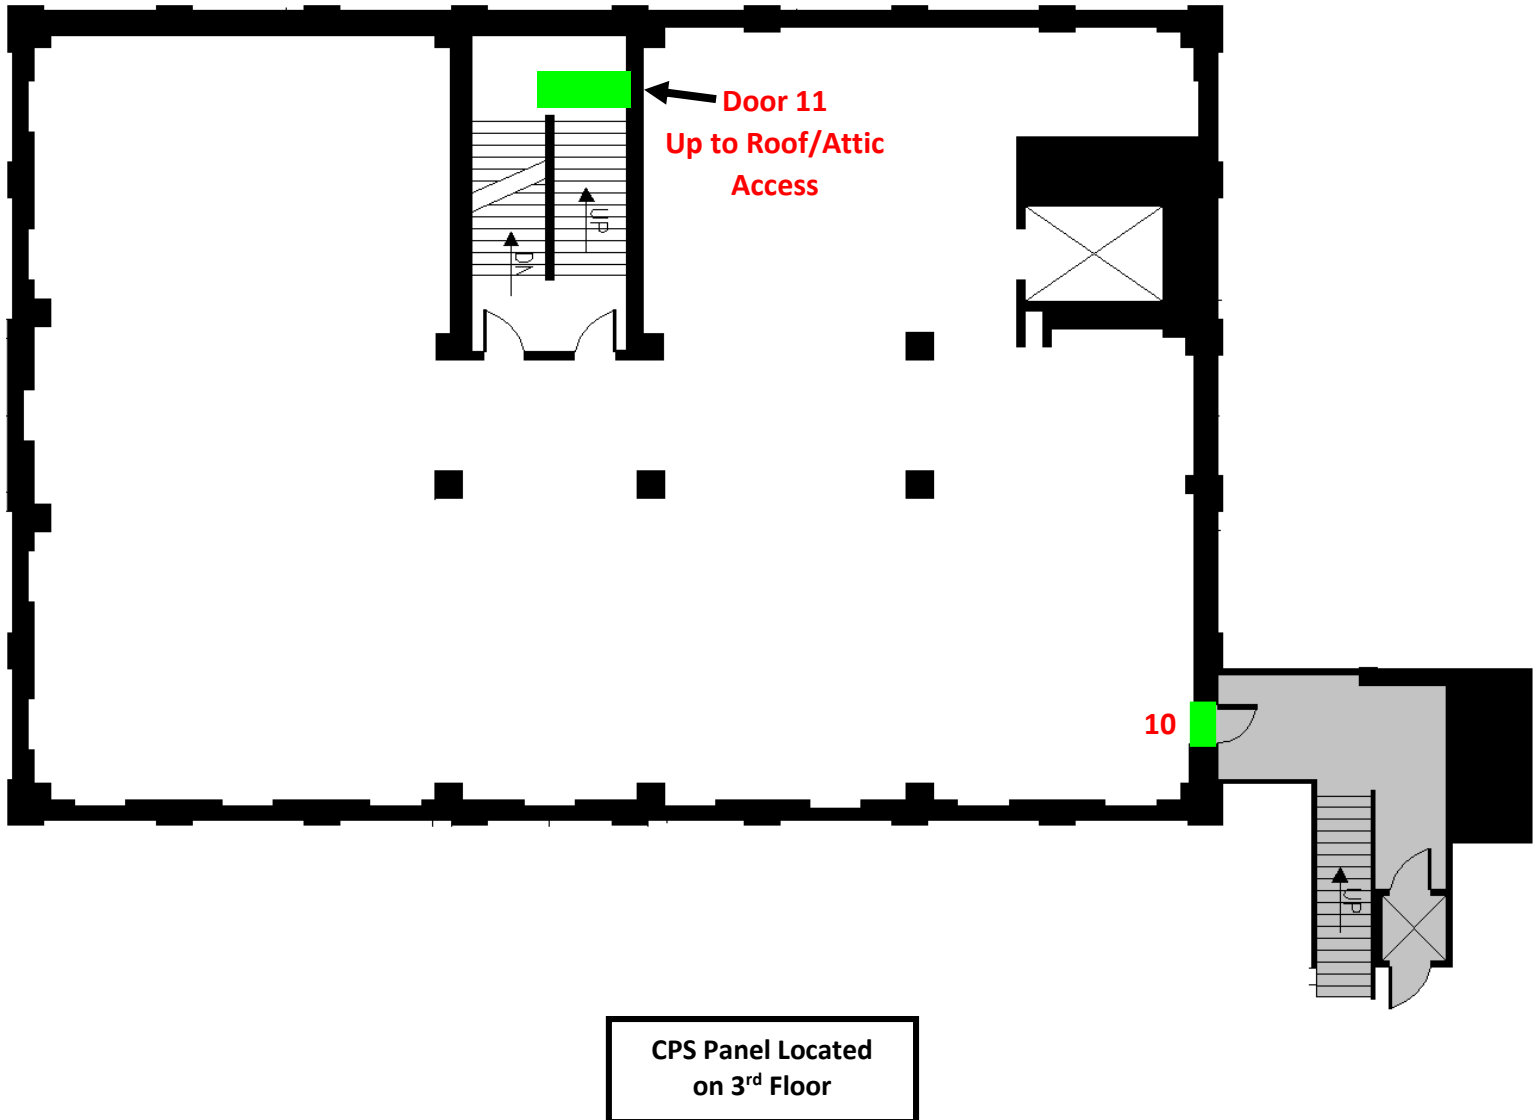 Door 11
Up to Roof/Attic
Access
UP
DN
10
UP
CPS Panel Located
on 3rd Floor